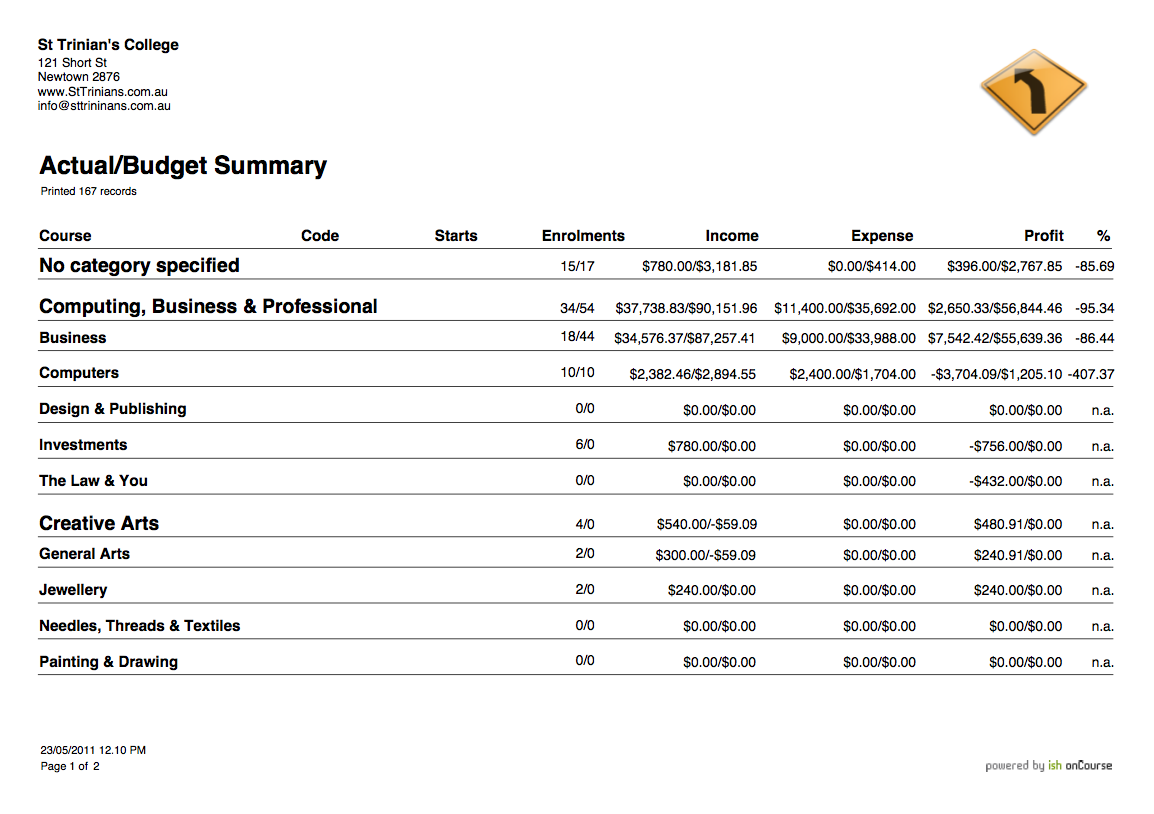 St Trinian's College
121 Short St
Newtown 2876
www.StTrinians.com.au
info@sttrininans.com.au
Actual/Budget Summary
Printed 167 records
Course Code Starts Enrolments Income Expense Profit %
No category specified 15/17 $780.00/$3,181.85 $0.00/$414.00 $396.00/$2,767.85 -85.69
Computing, Business & Professional 34/54 $37,738.83/$90,151.96 $11,400.00/$35,692.00 $2,650.33/$56,844.46 -95.34
Business 18/44 $34,576.37/$87,257.41 $9,000.00/$33,988.00 $7,542.42/$55,639.36 -86.44
Computers 10/10 $2,382.46/$2,894.55 $2,400.00/$1,704.00 -$3,704.09/$1,205.10 -407.37
Design & Publishing 0/0 $0.00/$0.00 $0.00/$0.00 $0.00/$0.00 n.a.
Investments 6/0 $780.00/$0.00 $0.00/$0.00 -$756.00/$0.00 n.a.
The Law & You 0/0 $0.00/$0.00 $0.00/$0.00 -$432.00/$0.00 n.a.
Creative Arts 4/0 $540.00/-$59.09 $0.00/$0.00 $480.91/$0.00 n.a.
General Arts 2/0 $300.00/-$59.09 $0.00/$0.00 $240.91/$0.00 n.a.
Jewellery 2/0 $240.00/$0.00 $0.00/$0.00 $240.00/$0.00 n.a.
Needles, Threads & Textiles 0/0 $0.00/$0.00 $0.00/$0.00 $0.00/$0.00 n.a.
Painting & Drawing 0/0 $0.00/$0.00 $0.00/$0.00 $0.00/$0.00 n.a.
23/05/2011 12.10 PM
Page 1 of 2
powered by ish onCourse